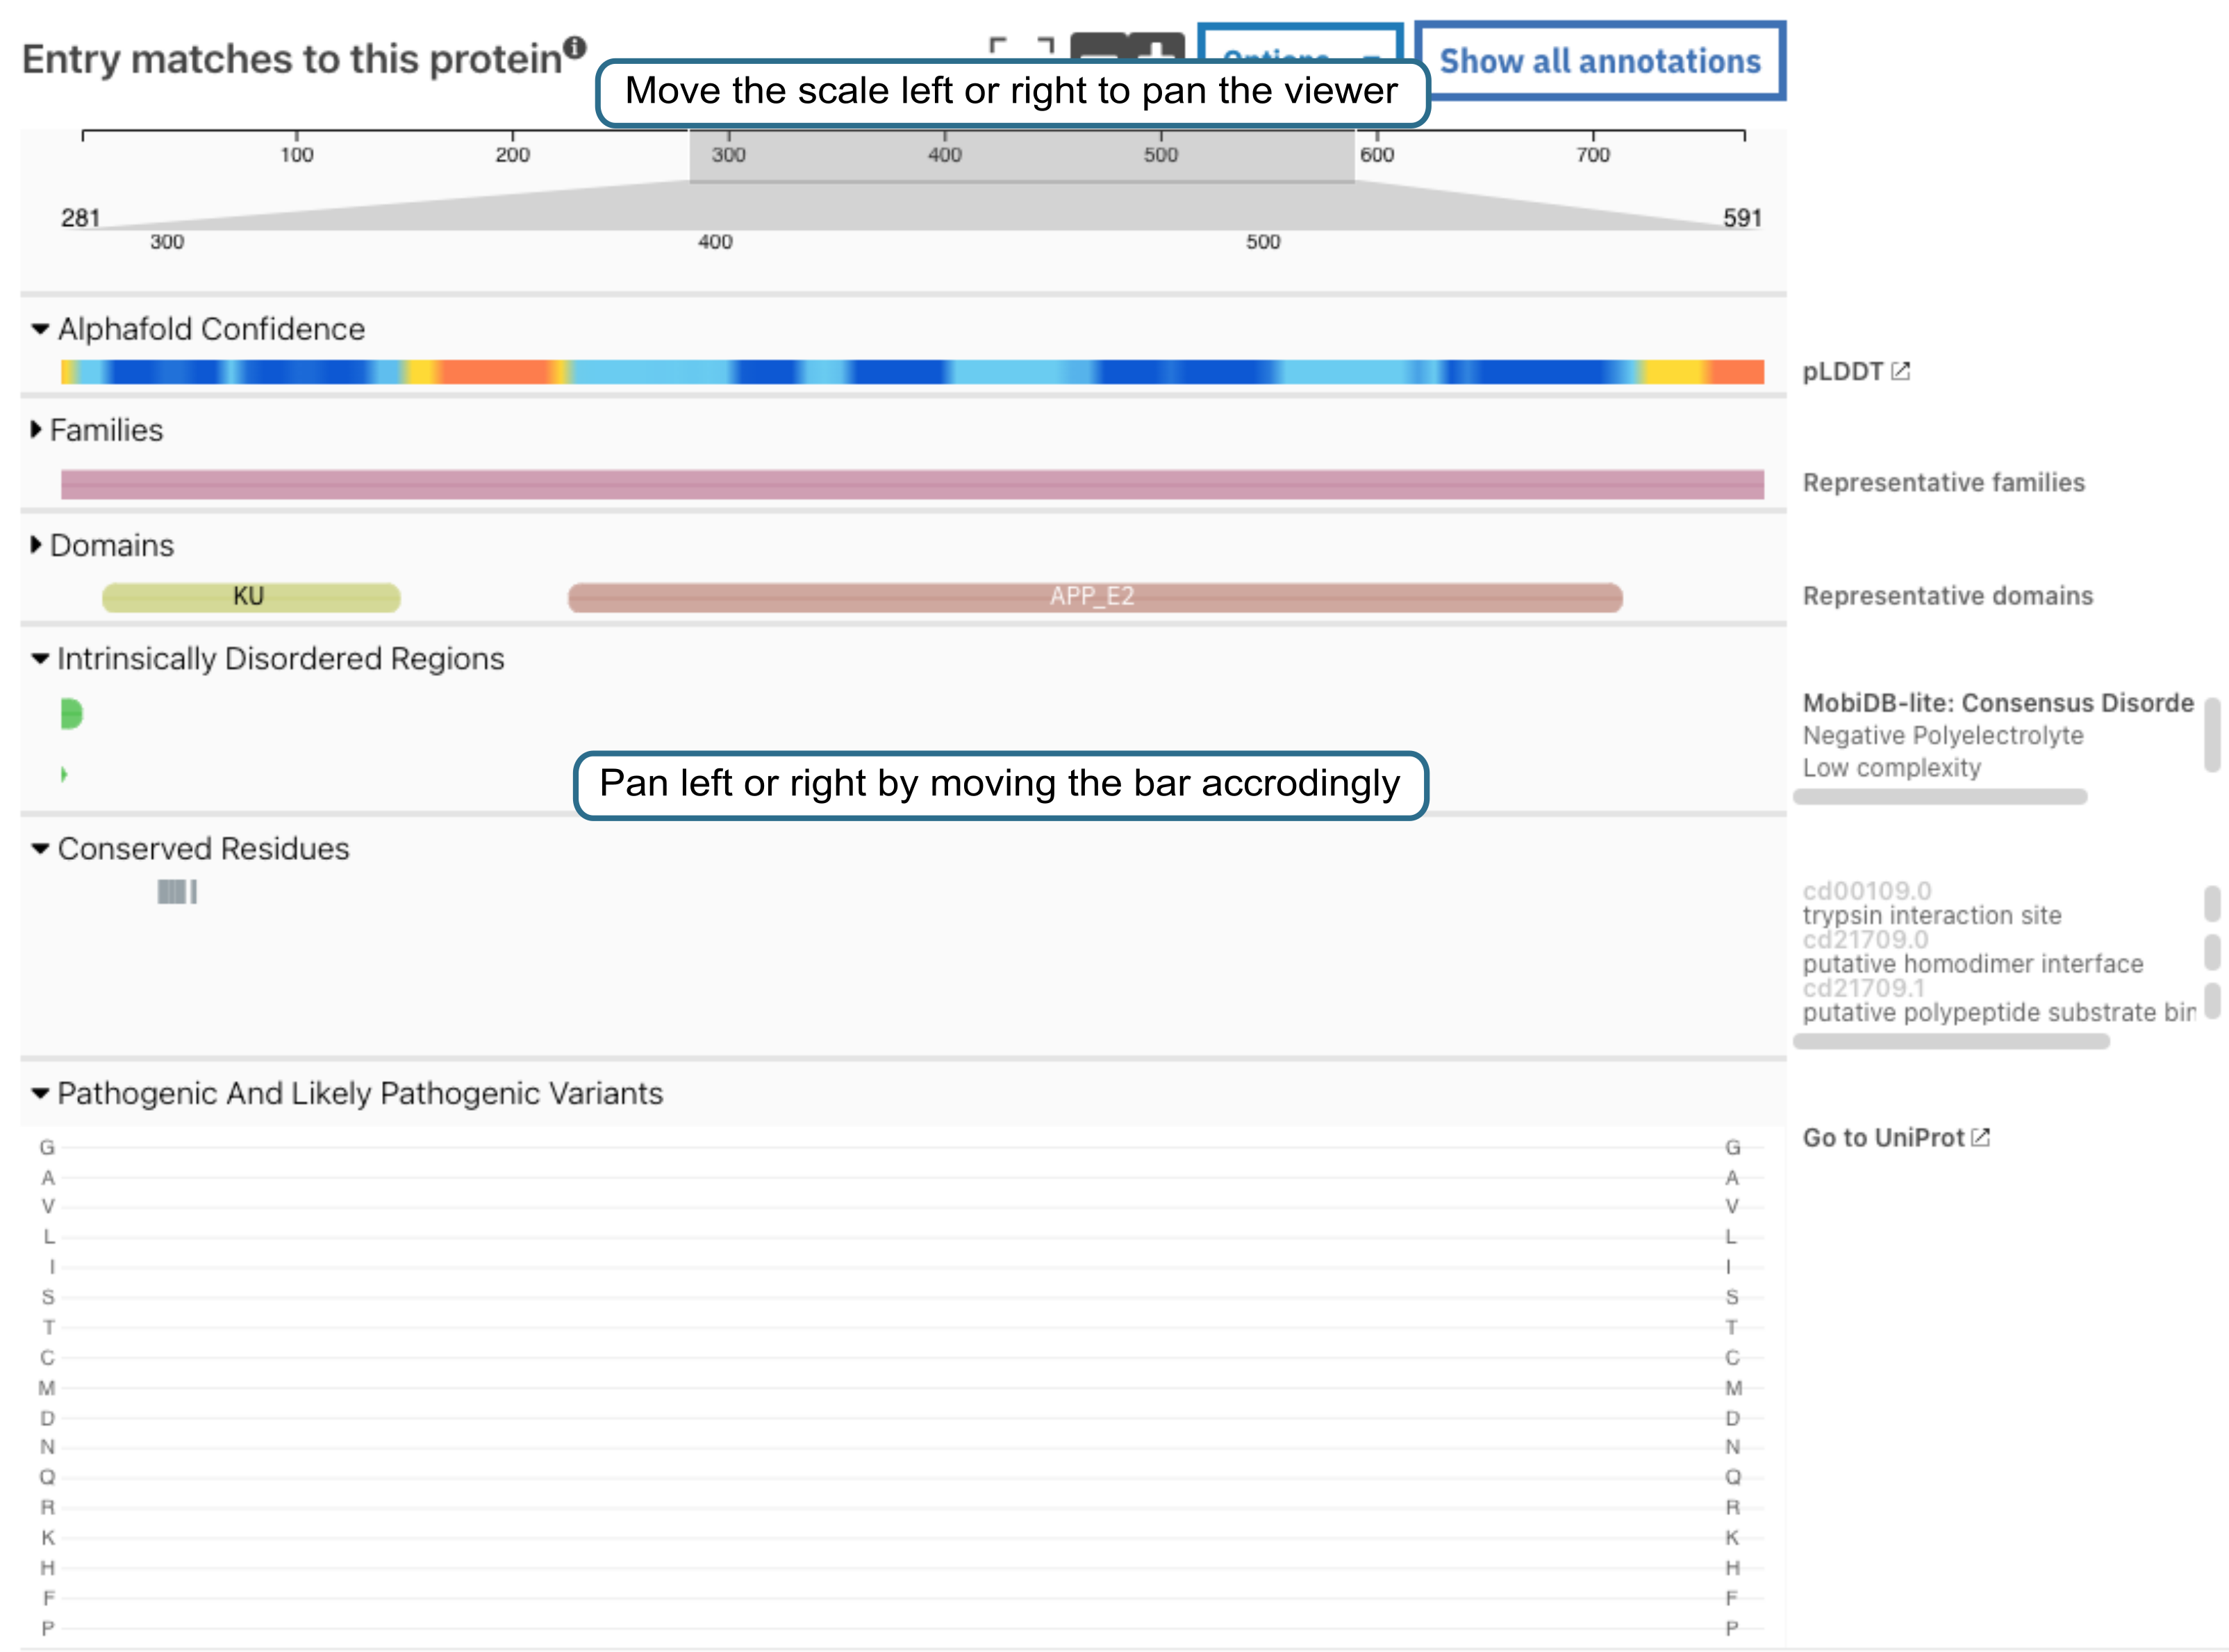 Entry matches to this protein
Options
Show all annotations
Move the scale left or right to pan the viewer
100 200 300 400 500 600 700
281 591
300 400 500
Alphafold Confidence
pLDDT
Families
Representative families
Domains
KU APP_E2
Representative domains
Intrinsically Disordered Regions
MobiDB-lite: Consensus Disorde
Negative Polyelectrolyte
Low complexity
Pan left or right by moving the bar accrodingly
Conserved Residues
cd00109.0
trypsin interaction site
cd21709.0
putative homodimer interface
cd21709.1
putative polypeptide substrate bin
Pathogenic And Likely Pathogenic Variants
Go to UniProt
G G
A A
V V
L L
I I
S S
T T
C C
M M
D D
N N
Q Q
R R
K K
H H
F F
P P